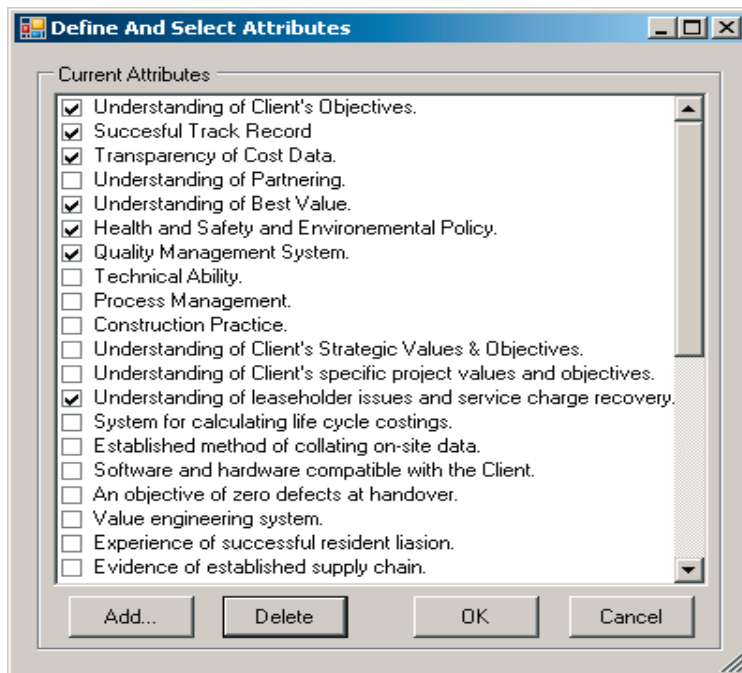 Define And Select Attributes
Current Attributes
Understanding of Client's Objectives.
Succesful Track Record
Transparency of Cost Data.
Understanding of Partnering.
Understanding of Best Value.
Health and Safety and Environemental Policy.
Quality Management System.
Technical Ability.
Process Management.
Construction Practice.
Understanding of Client's Strategic Values & Objectives.
Understanding of Client's specific project values and objectives.
Understanding of leaseholder issues and service charge recovery.
System for calculating life cycle costings.
Established method of collating on-site data.
Software and hardware compatible with the Client.
An objective of zero defects at handover.
Value engineering system.
Experience of successful resident liasion.
Evidence of established supply chain.
Add... Delete OK Cancel